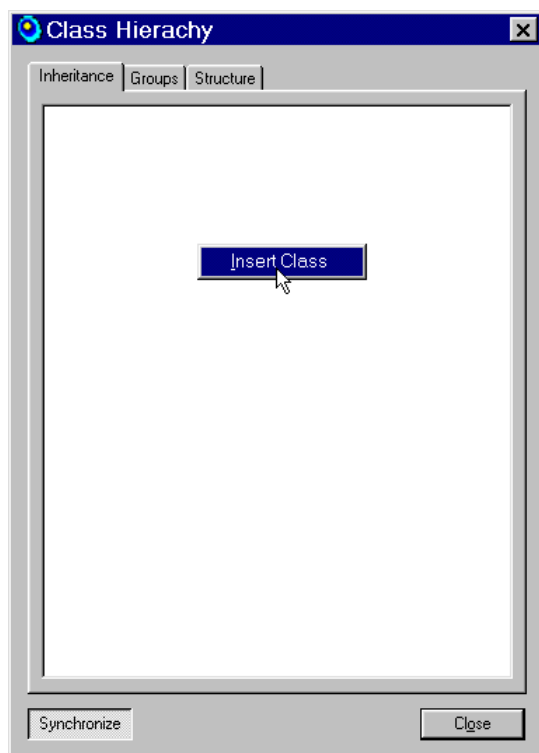 Class Hierachy
Inheritance Groups Structure
Insert Class
Synchronize Close